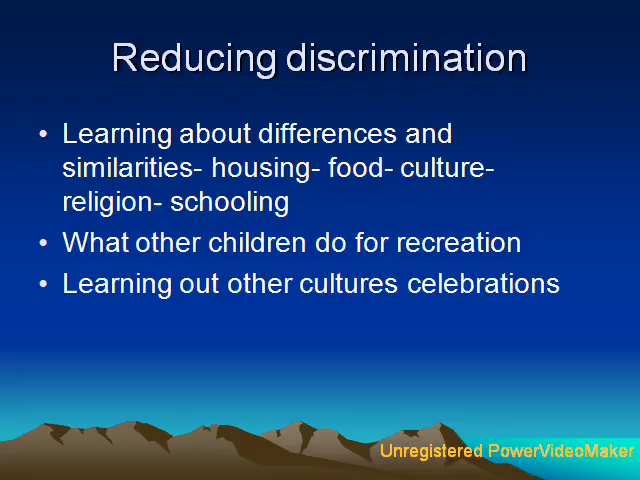 Reducing discrimination
• Learning about differences and
similarities- housing- food- culture-
religion- schooling
• What other children do for recreation
• Learning out other cultures celebrations
Unregistered PowerVideoMaker